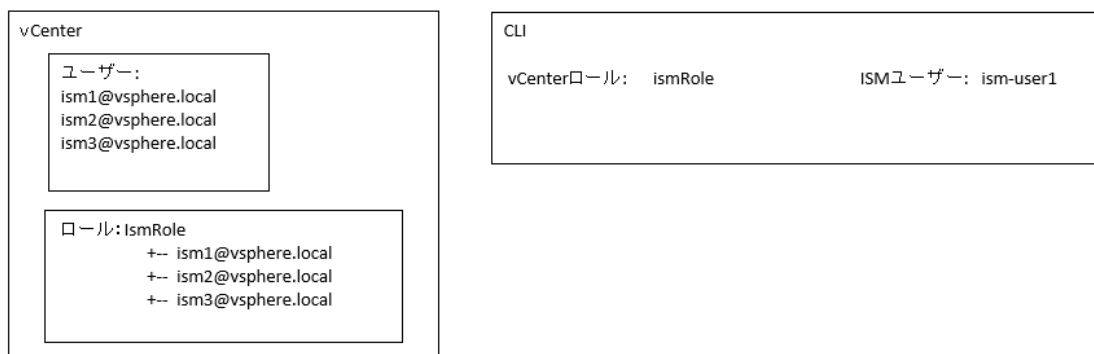 vCenter
ユーザー:
ism1@vsphere.local
ism2@vsphere.local
ism3@vsphere.local
ロール:IsmRole
+-- ism1@vsphere.local
+-- ism2@vsphere.local
+-- ism3@vsphere.local
CLI
vCenterロール: ismRole ISMユーザー: ism-user1